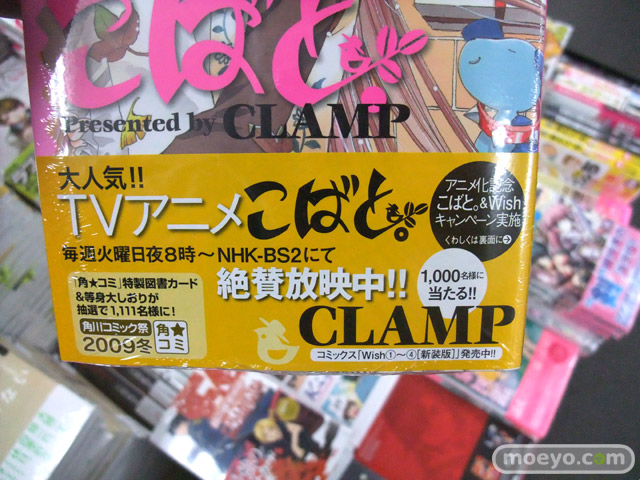 こばと。
Presented by CLAMP
大人気!!
TVアニメ こばと。
毎週火曜日夜8時〜NHK-BS2にて
絶賛放映中!!
アニメ化記念
こばと。&Wish
キャンペーン実施
くわしくは裏面に
1,000名様に
当たる!!
「角★コミ」特製図書カード
&等身大しおりが
抽選で1,111名様に!
角川コミック祭
2009冬
角★
コミ
CLAMP
コミックス「Wish①〜④[新装版]」発売中!!
moeyo.com